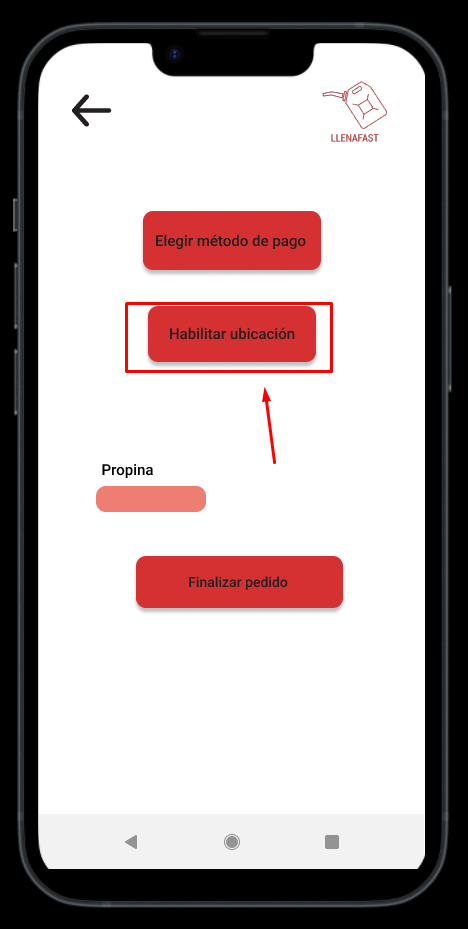 LLENAFAST
Elegir método de pago
Habilitar ubicación
Propina
Finalizar pedido